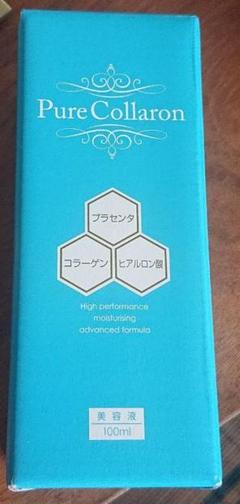 Pure Collaron
プラセンタ
コラーゲン ヒアルロン酸
High performance
moisturising
advanced formula
美容液
100ml